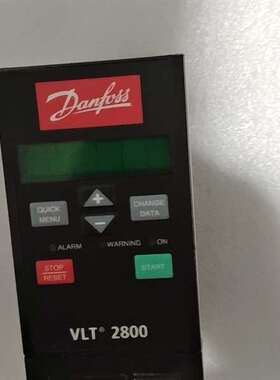 Danfoss
QUICK
MENU
+
CHANGE
DATA
−
ALARM
WARNING
ON
STOP
RESET
START
VLT® 2800